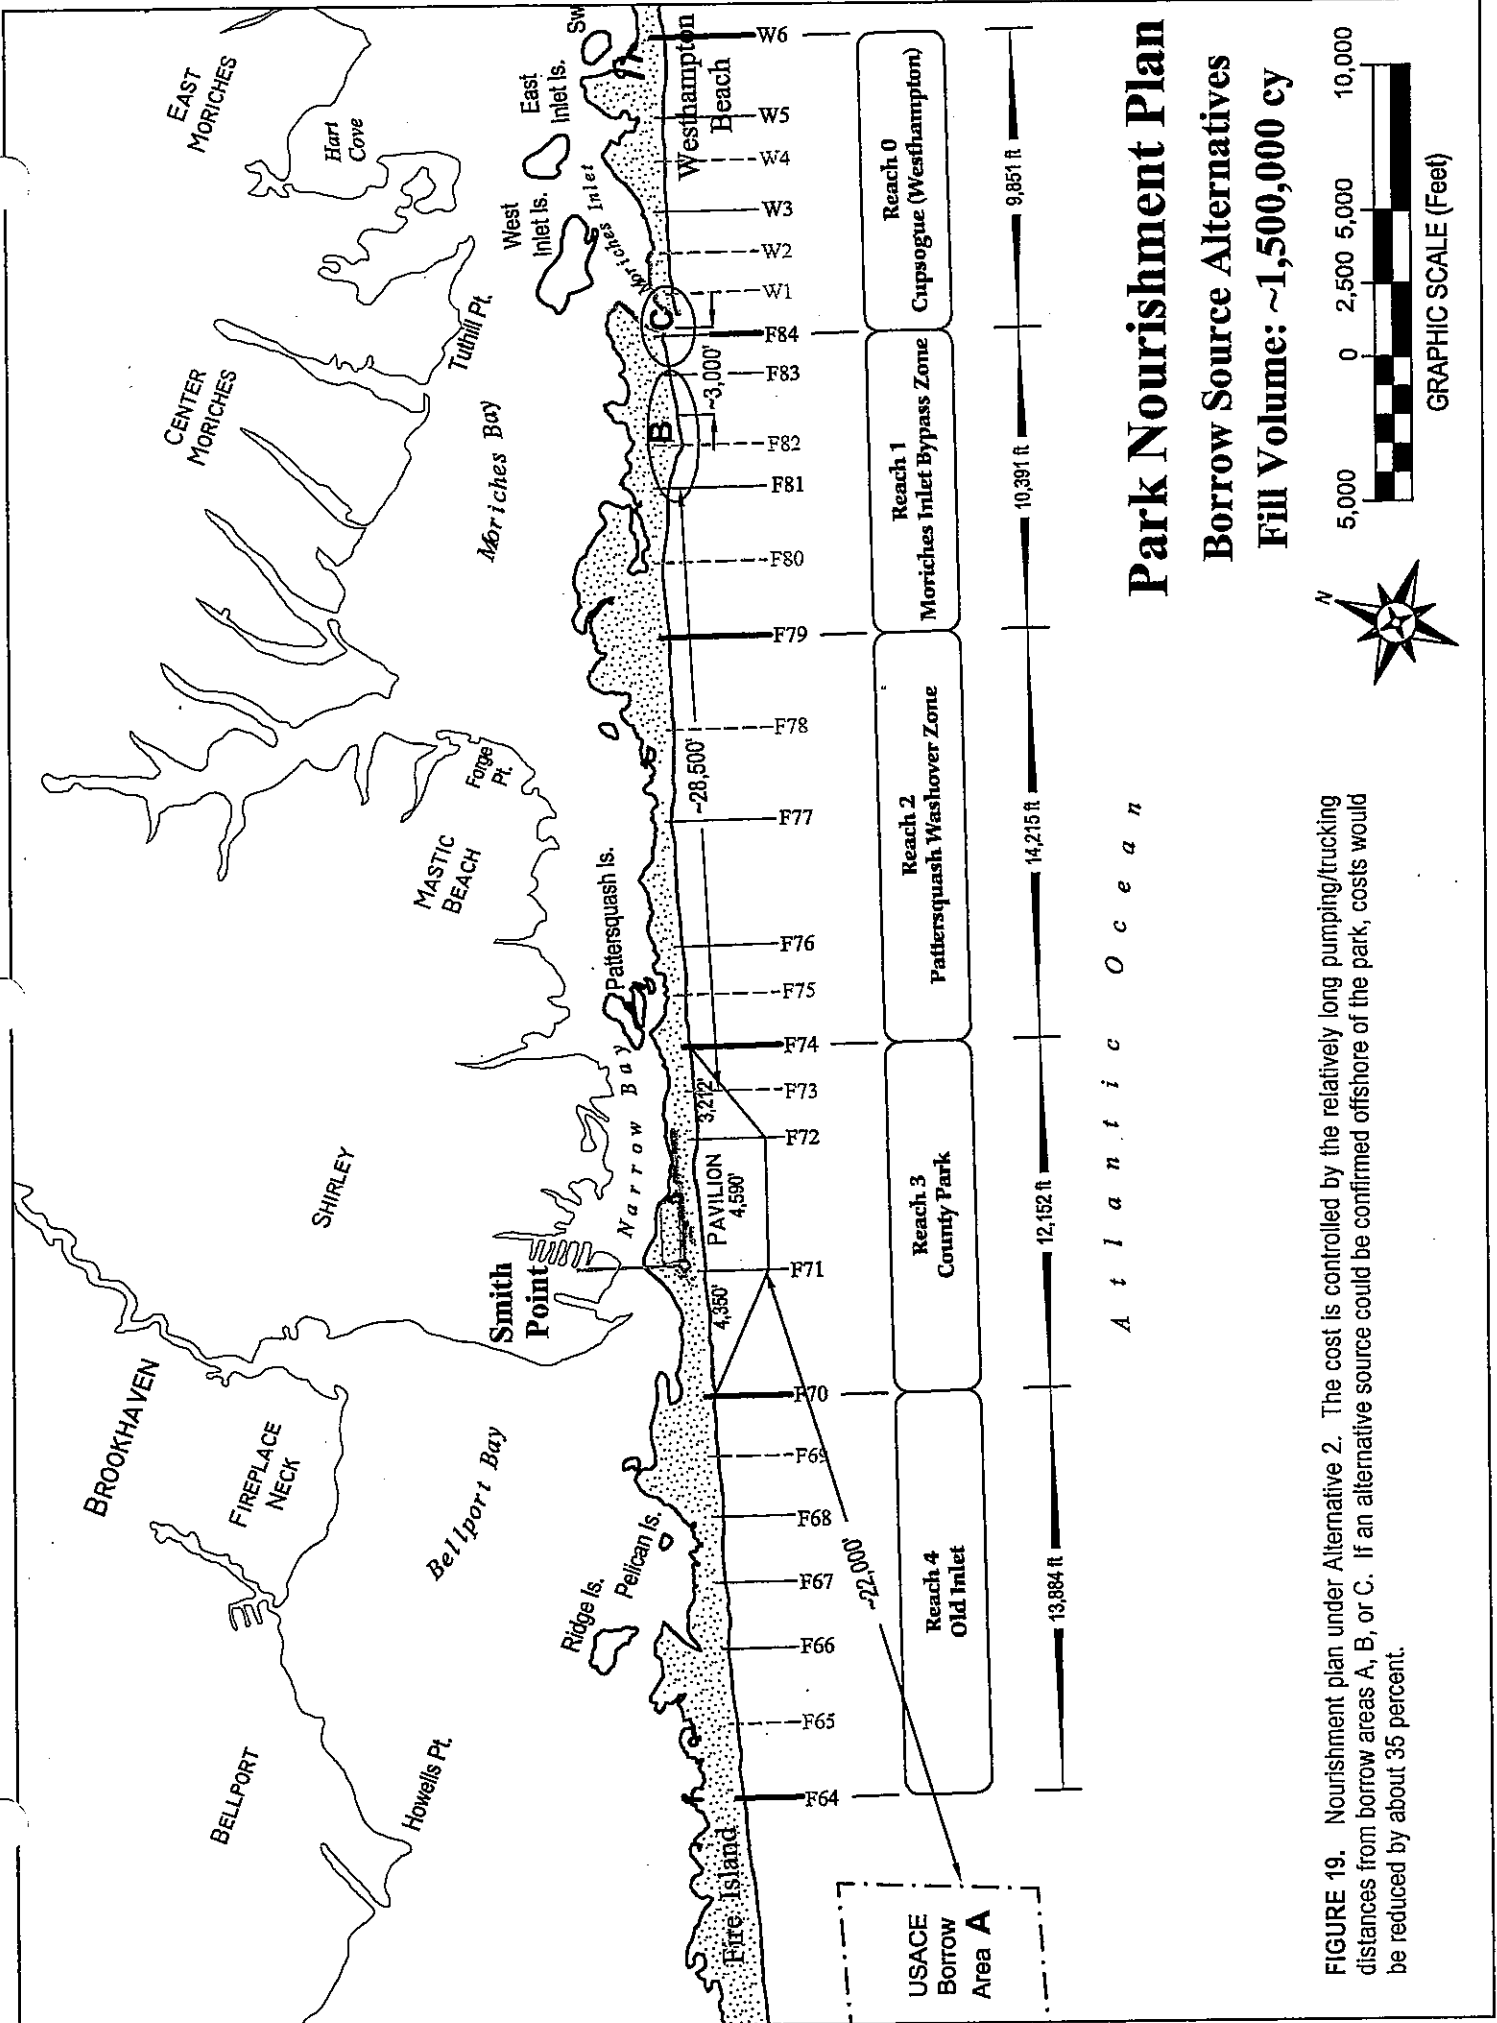 EAST
MORICHES
Hart
Cove
CENTER
MORICHES
Tuthill Pt.
Moriches Bay
West
Inlet Is.
East
Inlet Is.
Sw
Moriches Inlet
Westhampton
Beach
MASTIC
BEACH
Forge
Pt.
Pattersquash Is.
SHIRLEY
Smith
Point
Narrow Bay
BROOKHAVEN
FIREPLACE
NECK
Bellport Bay
BELLPORT
Howells Pt.
Ridge Is.
Pelican Is.
Fire Island
USACE
Borrow
Area A
B
C
F64
F65
F66
F67
F68
F69
F70
F71
F72
F73
F74
F75
F76
F77
F78
F79
F80
F81
F82
F83
F84
W1
W2
W3
W4
W5
W6
~22,000'
4,350'
PAVILION
4,590'
3,212'
~28,500'
~3,000'
Reach 4
Old Inlet
Reach 3
County Park
Reach 2
Pattersquash Washover Zone
Reach 1
Moriches Inlet Bypass Zone
Reach 0
Cupsogue (Westhampton)
13,884 ft
12,152 ft
14,215 ft
10,391 ft
9,851 ft
Atlantic Ocean
Park Nourishment Plan
Borrow Source Alternatives
Fill Volume: ~1,500,000 cy
N
5,000 0 2,500 5,000 10,000
GRAPHIC SCALE (Feet)
FIGURE 19. Nourishment plan under Alternative 2. The cost is controlled by the relatively long pumping/trucking
distances from borrow areas A, B, or C. If an alternative source could be confirmed offshore of the park, costs would
be reduced by about 35 percent.